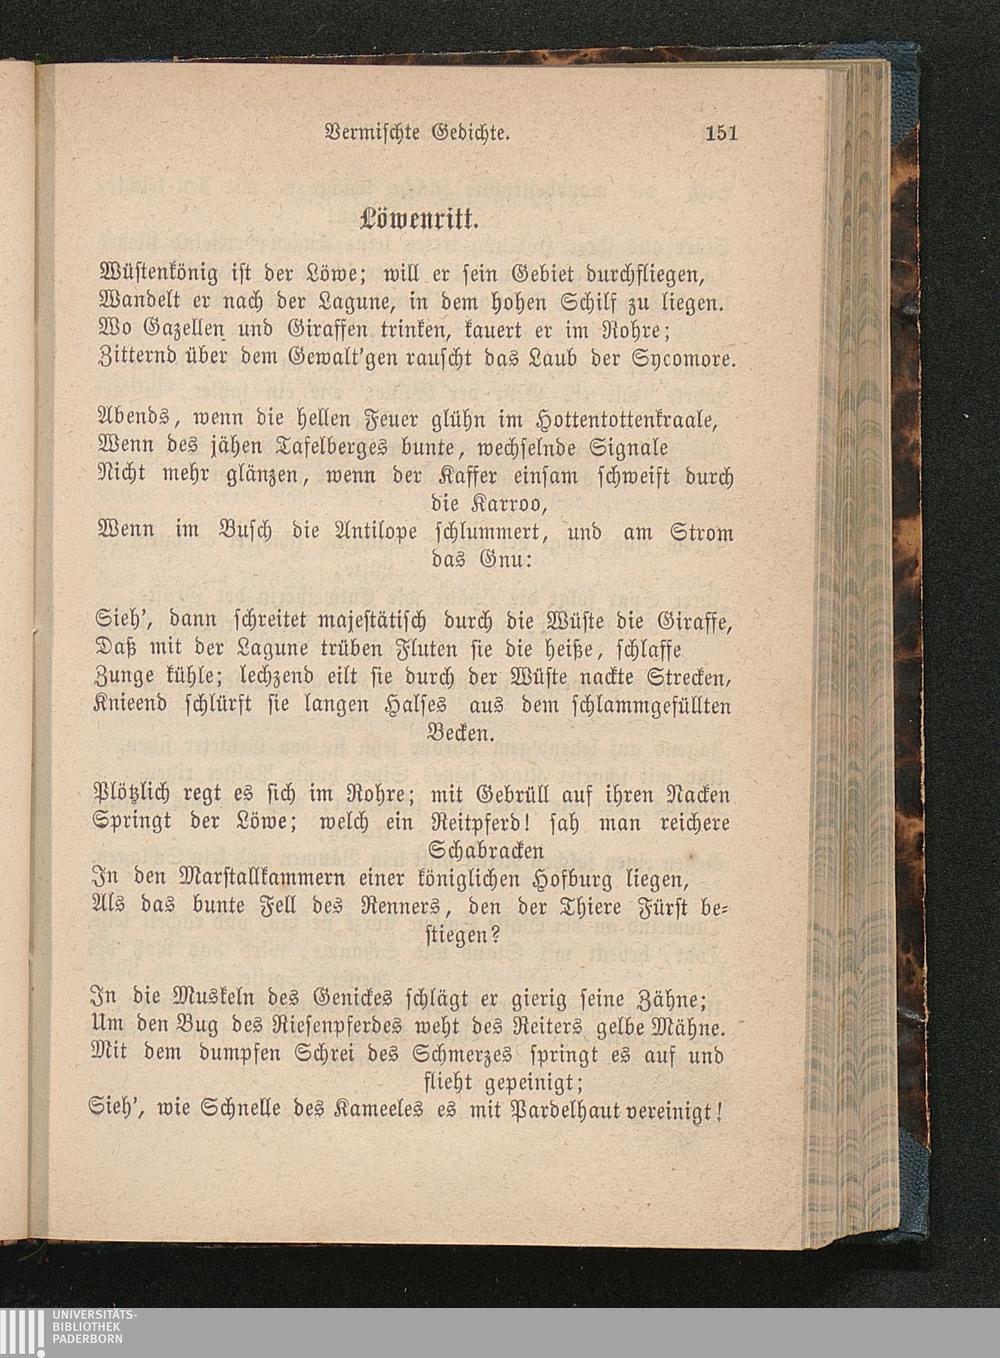 Vermischte Gedichte. 151
Löwenritt.
Wüstenkönig ist der Löwe; will er sein Gebiet durchfliegen,
Wandelt er nach der Lagune, in dem hohen Schilf zu liegen.
Wo Gazellen und Giraffen trinken, kauert er im Rohre;
Zitternd über dem Gewalt'gen rauscht das Laub der Sycomore.
Abends, wenn die hellen Feuer glühn im Hottentottenkraale,
Wenn des jähen Tafelberges bunte, wechselnde Signale
Nicht mehr glänzen, wenn der Kaffer einsam schweift durch
die Karroo,
Wenn im Busch die Antilope schlummert, und am Strom
das Gnu:
Sieh', dann schreitet majestätisch durch die Wüste die Giraffe,
Daß mit der Lagune trüben Fluten sie die heiße, schlaffe
Zunge kühle; lechzend eilt sie durch der Wüste nackte Strecken,
Knieend schlürft sie langen Halses aus dem schlammgefüllten
Becken.
Plötzlich regt es sich im Rohre; mit Gebrüll auf ihren Nacken
Springt der Löwe; welch ein Reitpferd! sah man reichere
Schabracken
In den Marstallkammern einer königlichen Hofburg liegen,
Als das bunte Fell des Renners, den der Thiere Fürst be-
stiegen?
In die Muskeln des Genickes schlägt er gierig seine Zähne;
Um den Bug des Riesenpferdes weht des Reiters gelbe Mähne.
Mit dem dumpfen Schrei des Schmerzes springt es auf und
flieht gepeinigt;
Sieh', wie Schnelle des Kameeles es mit Pardelhaut vereinigt!
UNIVERSITÄTS-
BIBLIOTHEK
PADERBORN